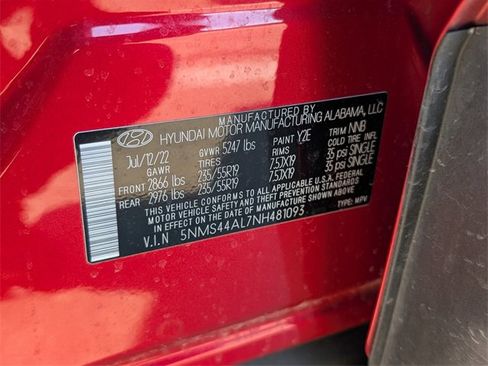 MANUFACTURED BY
HYUNDAI MOTOR MANUFACTURING ALABAMA, LLC
Jul/12/22 GVWR 5247 lbs PAINT Y2E TRIM NNB
GAWR TIRES RIMS COLD TIRE INFL.
FRONT 2866 lbs 235/55R19 7.5JX19 35 psi SINGLE
REAR 2976 lbs 235/55R19 7.5JX19 35 psi SINGLE
THIS VEHICLE CONFORMS TO ALL APPLICABLE U.S. FEDERAL
MOTOR VEHICLE SAFETY AND THEFT PREVENTION STANDARDS
IN EFFECT ON THE DATE OF MANUFACTURE SHOWN ABOVE.
V.I.N 5NMS44AL7NH481093 TYPE: MPV